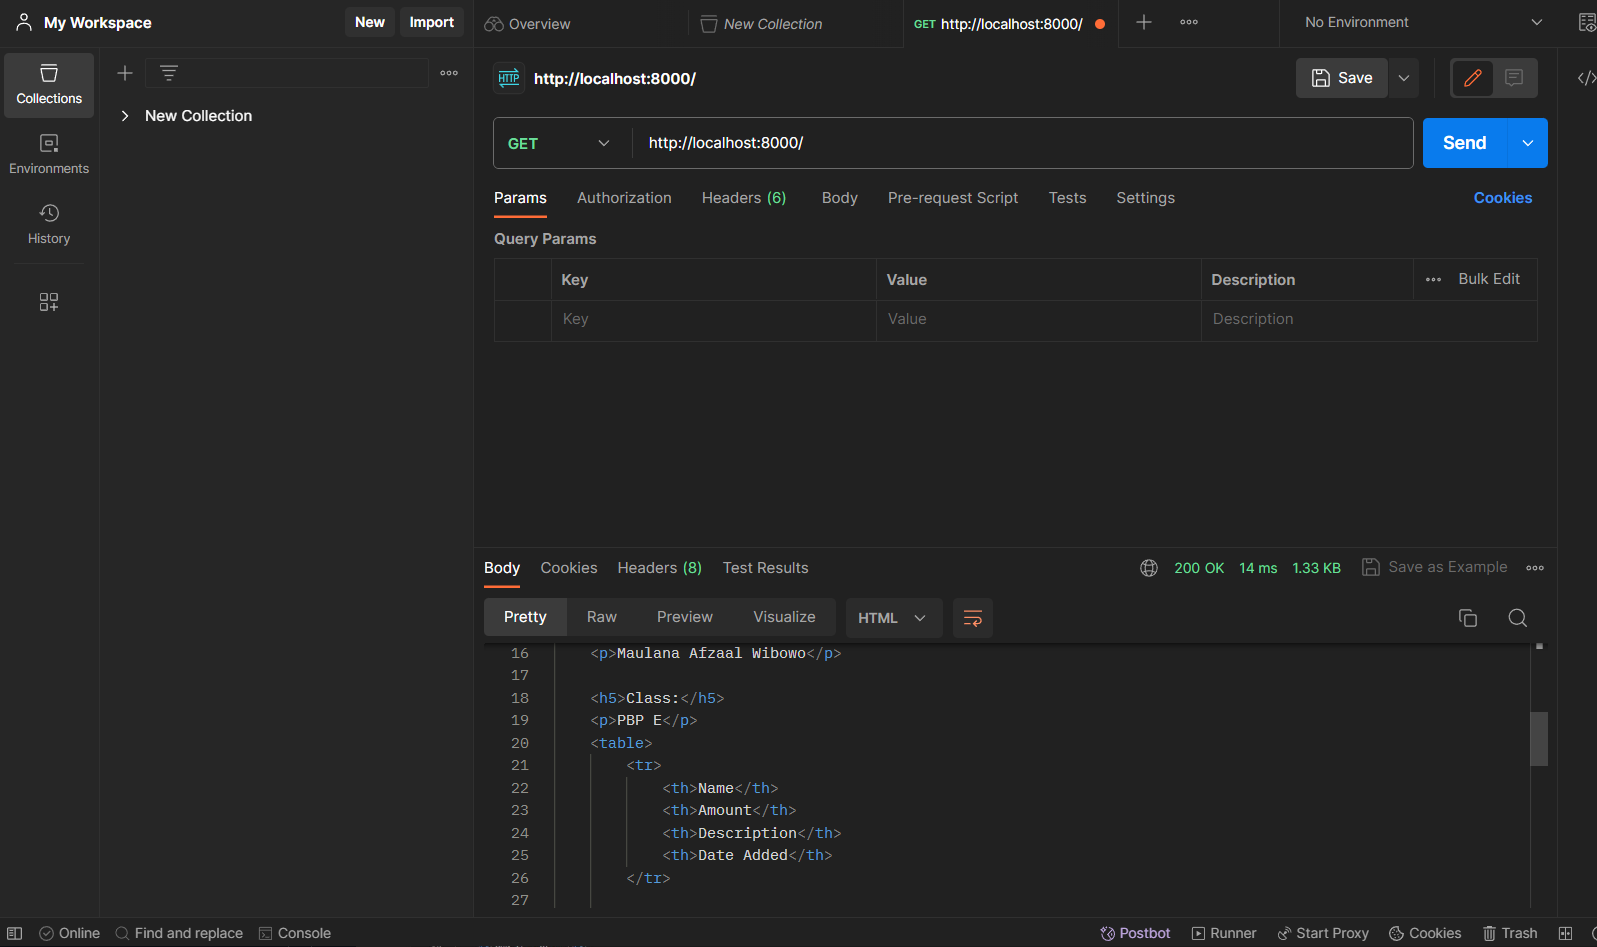 My Workspace New Import Overview New Collection GET http://localhost:8000/ No Environment
Collections
New Collection
Environments
History
HTTP http://localhost:8000/ Save
GET http://localhost:8000/ Send
Params Authorization Headers (6) Body Pre-request Script Tests Settings Cookies
Query Params
Key Value Description Bulk Edit
Key Value Description
Body Cookies Headers (8) Test Results 200 OK 14 ms 1.33 KB Save as Example
Pretty Raw Preview Visualize HTML
16 <p>Maulana Afzaal Wibowo</p>
17
18 <h5>Class:</h5>
19 <p>PBP E</p>
20 <table>
21 <tr>
22 <th>Name</th>
23 <th>Amount</th>
24 <th>Description</th>
25 <th>Date Added</th>
26 </tr>
27
Online Find and replace Console Postbot Runner Start Proxy Cookies Trash